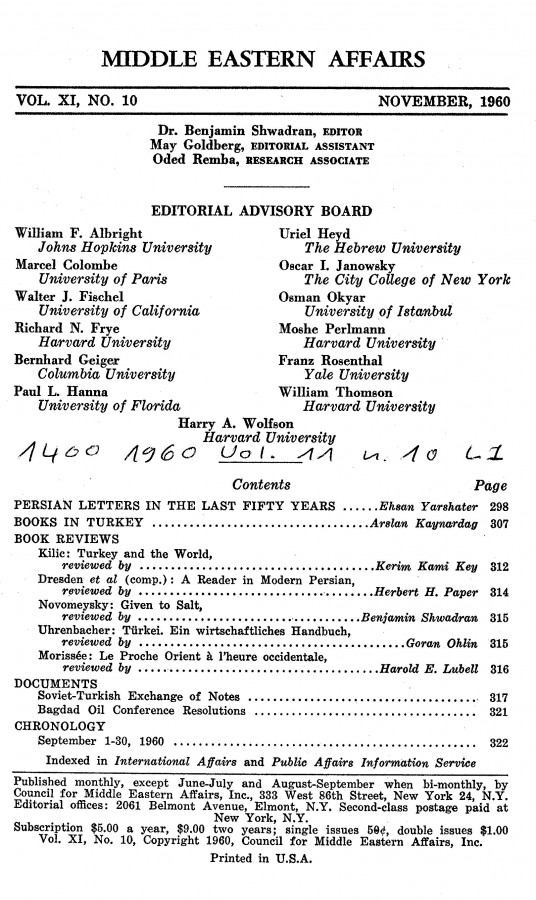 MIDDLE EASTERN AFFAIRS
VOL. XI, NO. 10 NOVEMBER, 1960
Dr. Benjamin Shwadran, EDITOR
May Goldberg, EDITORIAL ASSISTANT
Oded Remba, RESEARCH ASSOCIATE
EDITORIAL ADVISORY BOARD
William F. Albright
Johns Hopkins University
Marcel Colombe
University of Paris
Walter J. Fischel
University of California
Richard N. Frye
Harvard University
Bernhard Geiger
Columbia University
Paul L. Hanna
University of Florida
Uriel Heyd
The Hebrew University
Oscar I. Janowsky
The City College of New York
Osman Okyar
University of Istanbul
Moshe Perlmann
Harvard University
Franz Rosenthal
Yale University
William Thomson
Harvard University
Harry A. Wolfson
Harvard University
1400 1960 Vol. 11 n. 10
Contents Page
PERSIAN LETTERS IN THE LAST FIFTY YEARS ......Ehsan Yarshater 298
BOOKS IN TURKEY ...................................Arslan Kaynardag 307
BOOK REVIEWS
Kilic: Turkey and the World,
reviewed by ......................................Kerim Kami Key 312
Dresden et al (comp.): A Reader in Modern Persian,
reviewed by ......................................Herbert H. Paper 314
Novomeysky: Given to Salt,
reviewed by ....................................Benjamin Shwadran 315
Uhrenbacher: Türkei. Ein wirtschaftliches Handbuch,
reviewed by ...........................................Goran Ohlin 315
Morissée: Le Proche Orient à l'heure occidentale,
reviewed by .......................................Harold E. Lubell 316
DOCUMENTS
Soviet-Turkish Exchange of Notes ..................................... 317
Bagdad Oil Conference Resolutions .................................... 321
CHRONOLOGY
September 1-30, 1960 ................................................. 322
Indexed in International Affairs and Public Affairs Information Service
Published monthly, except June-July and August-September when bi-monthly, by
Council for Middle Eastern Affairs, Inc., 333 West 86th Street, New York 24, N.Y.
Editorial offices: 2061 Belmont Avenue, Elmont, N.Y. Second-class postage paid at
New York, N.Y.
Subscription $5.00 a year, $9.00 two years; single issues 50¢, double issues $1.00
Vol. XI, No. 10, Copyright 1960, Council for Middle Eastern Affairs, Inc.
Printed in U.S.A.